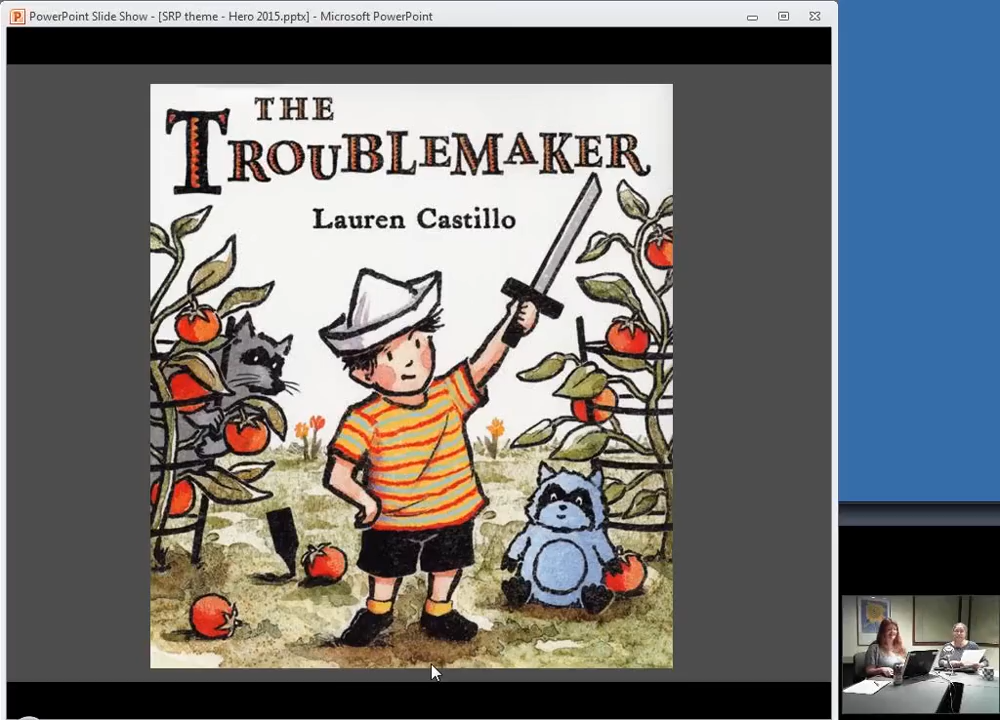 PowerPoint Slide Show - [SRP theme - Hero 2015.pptx] - Microsoft PowerPoint
THE
TROUBLEMAKER
Lauren Castillo